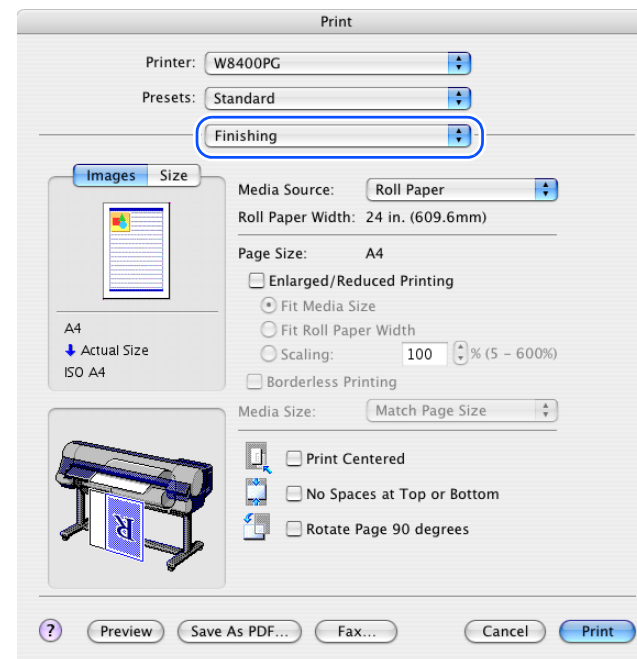 Print
Printer: W8400PG
Presets: Standard
Finishing
Images Size
Media Source: Roll Paper
Roll Paper Width: 24 in. (609.6mm)
Page Size: A4
Enlarged/Reduced Printing
Fit Media Size
Fit Roll Paper Width
Scaling: 100 % (5 - 600%)
Borderless Printing
Media Size: Match Page Size
A4
Actual Size
ISO A4
R
Print Centered
No Spaces at Top or Bottom
Rotate Page 90 degrees
? Preview Save As PDF... Fax... Cancel Print